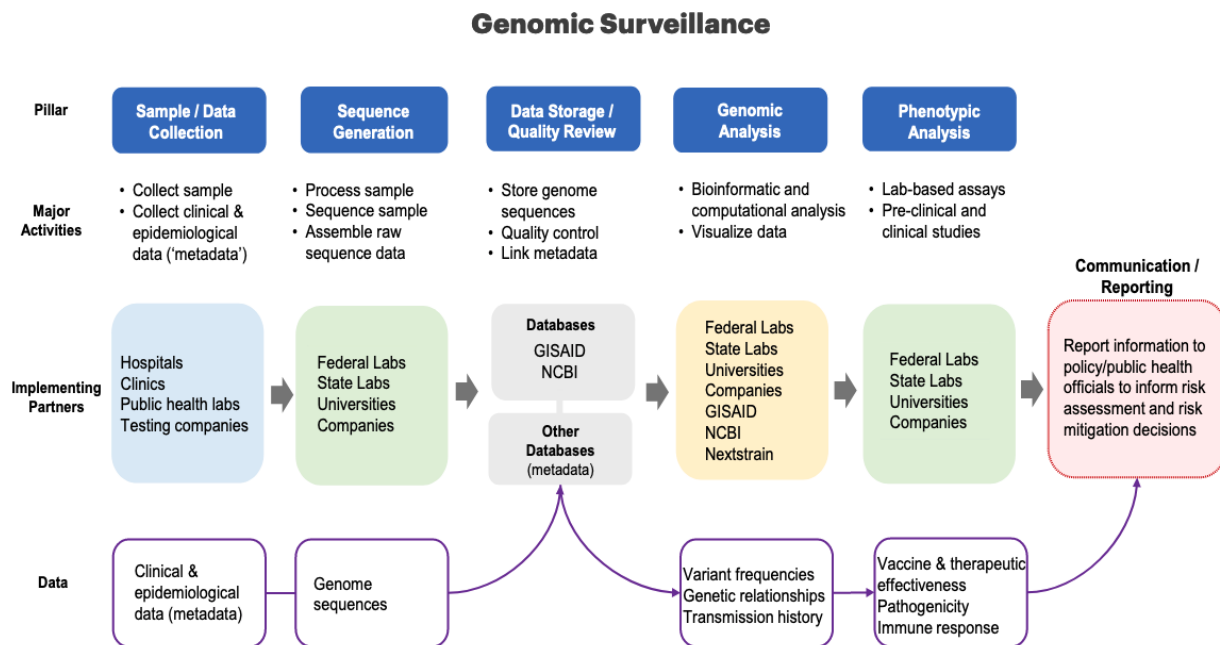 Genomic Surveillance
Pillar
Sample / Data
Collection
Sequence
Generation
Data Storage /
Quality Review
Genomic
Analysis
Phenotypic
Analysis
Major
Activities
• Collect sample
• Collect clinical &
epidemiological
data (‘metadata’)
• Process sample
• Sequence sample
• Assemble raw
sequence data
• Store genome
sequences
• Quality control
• Link metadata
• Bioinformatic and
computational analysis
• Visualize data
• Lab-based assays
• Pre-clinical and
clinical studies
Communication /
Reporting
Implementing
Partners
Hospitals
Clinics
Public health labs
Testing companies
Federal Labs
State Labs
Universities
Companies
Databases
GISAID
NCBI
Other
Databases
(metadata)
Federal Labs
State Labs
Universities
Companies
GISAID
NCBI
Nextstrain
Federal Labs
State Labs
Universities
Companies
Report information to
policy/public health
officials to inform risk
assessment and risk
mitigation decisions
Data
Clinical &
epidemiological
data (metadata)
Genome
sequences
Variant frequencies
Genetic relationships
Transmission history
Vaccine & therapeutic
effectiveness
Pathogenicity
Immune response